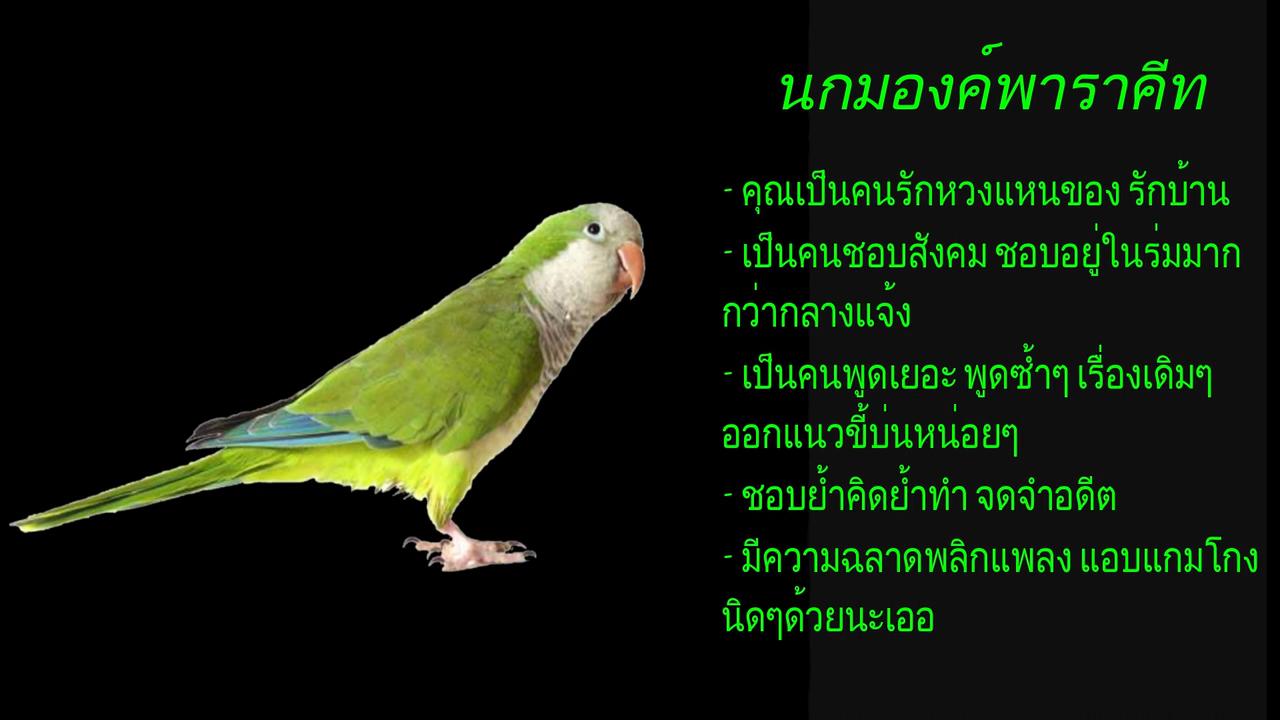 นกมองค์พาราคีท
- คุณเป็นคนรักหวงแหนของ รักบ้าน
- เป็นคนชอบสังคม ชอบอยู่ในร่มมาก
กว่ากลางแจ้ง
- เป็นคนพูดเยอะ พูดซ้ำๆ เรื่องเดิมๆ
ออกแนวขี้บ่นหน่อยๆ
- ชอบย้ำคิดย้ำทำ จดจำอดีต
- มีความฉลาดพลิกแพลง แอบแกมโกง
นิดๆด้วยนะเออ